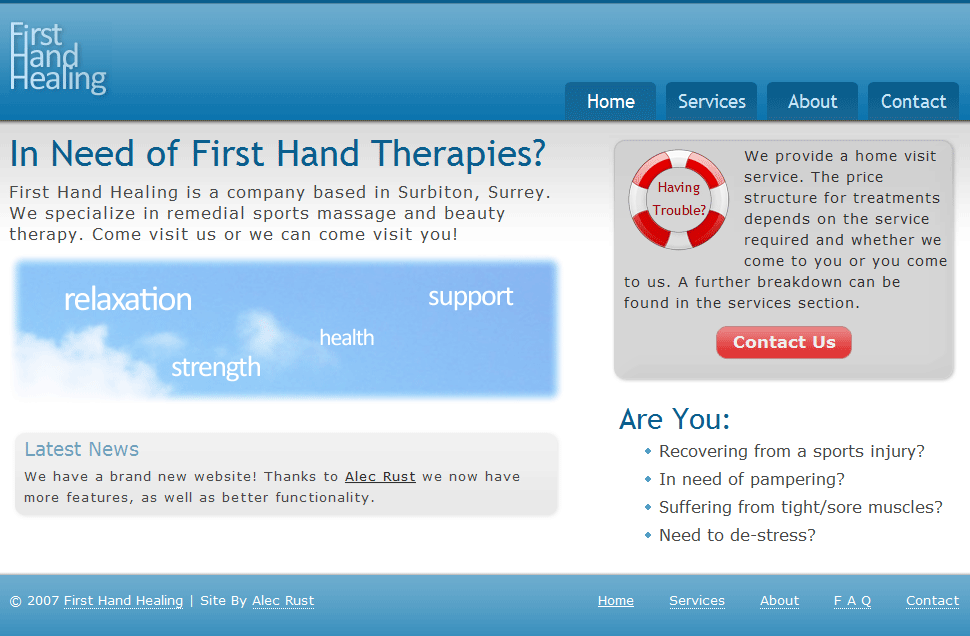 First
Hand
Healing
Home Services About Contact
In Need of First Hand Therapies?
First Hand Healing is a company based in Surbiton, Surrey.
We specialize in remedial sports massage and beauty
therapy. Come visit us or we can come visit you!
relaxation
support
health
strength
Latest News
We have a brand new website! Thanks to Alec Rust we now have
more features, as well as better functionality.
Having
Trouble?
We provide a home visit
service. The price
structure for treatments
depends on the service
required and whether we
come to you or you come
to us. A further breakdown can be
found in the services section.
Contact Us
Are You:
Recovering from a sports injury?
In need of pampering?
Suffering from tight/sore muscles?
Need to de-stress?
© 2007 First Hand Healing | Site By Alec Rust
Home Services About F A Q Contact